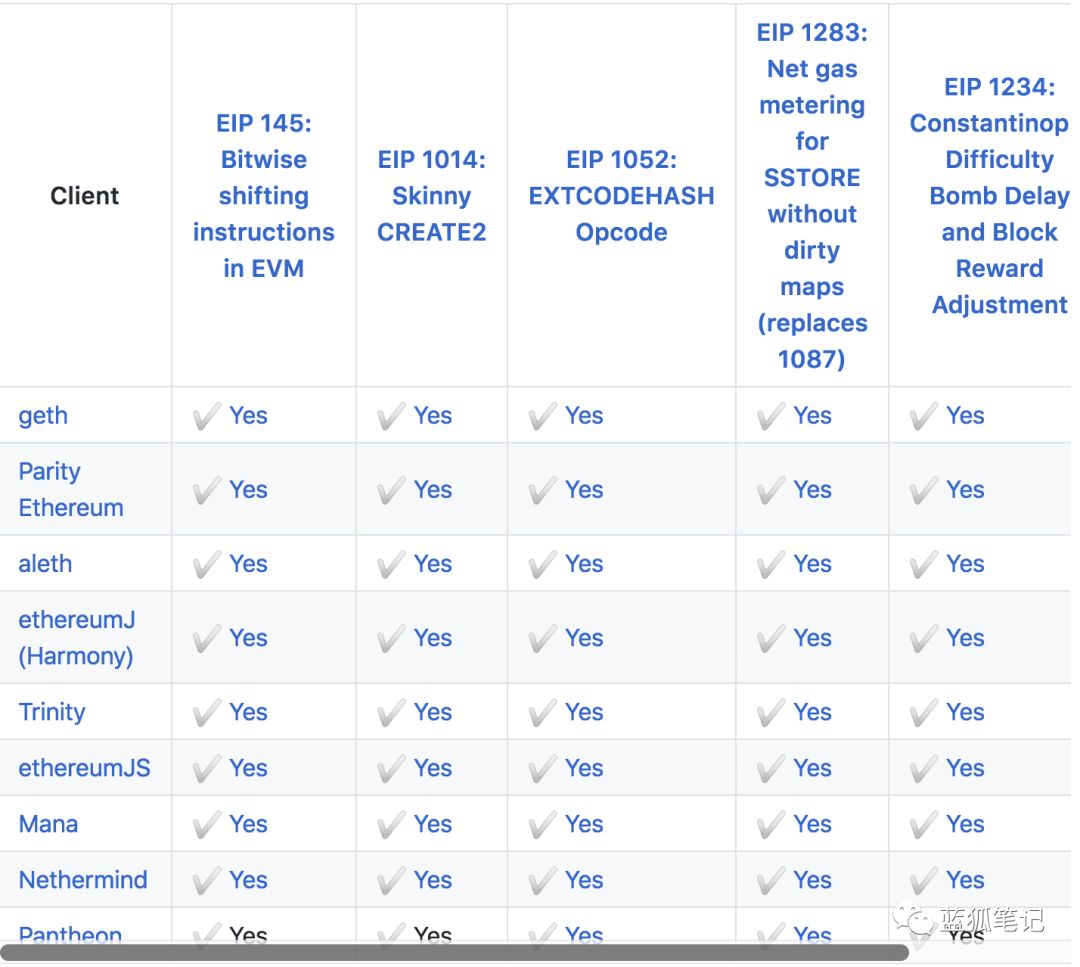 Client
EIP 145:
Bitwise
shifting
instructions
in EVM
EIP 1014:
Skinny
CREATE2
EIP 1052:
EXTCODEHASH
Opcode
EIP 1283:
Net gas
metering
for
SSTORE
without
dirty
maps
(replaces
1087)
EIP 1234:
Constantinop
Difficulty
Bomb Delay
and Block
Reward
Adjustment
geth Yes Yes Yes Yes Yes
Parity
Ethereum
Yes Yes Yes Yes Yes
aleth Yes Yes Yes Yes Yes
ethereumJ
(Harmony)
Yes Yes Yes Yes Yes
Trinity Yes Yes Yes Yes Yes
ethereumJS Yes Yes Yes Yes Yes
Mana Yes Yes Yes Yes Yes
Nethermind Yes Yes Yes Yes Yes
Pantheon Yes Yes Yes Yes Yes
蓝狐笔记